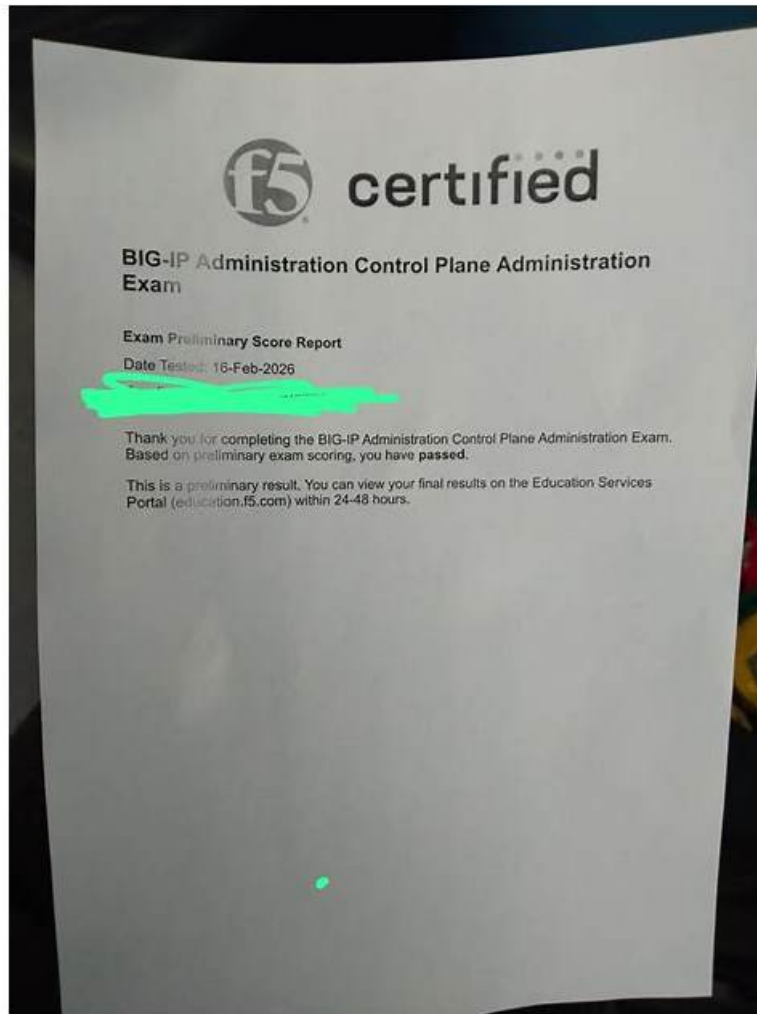 f5 certified
BIG-IP Administration Control Plane Administration
Exam
Exam Preliminary Score Report
Date Tested: 16-Feb-2026
Thank you for completing the BIG-IP Administration Control Plane Administration Exam.
Based on preliminary exam scoring, you have passed.
This is a preliminary result. You can view your final results on the Education Services
Portal (education.f5.com) within 24-48 hours.